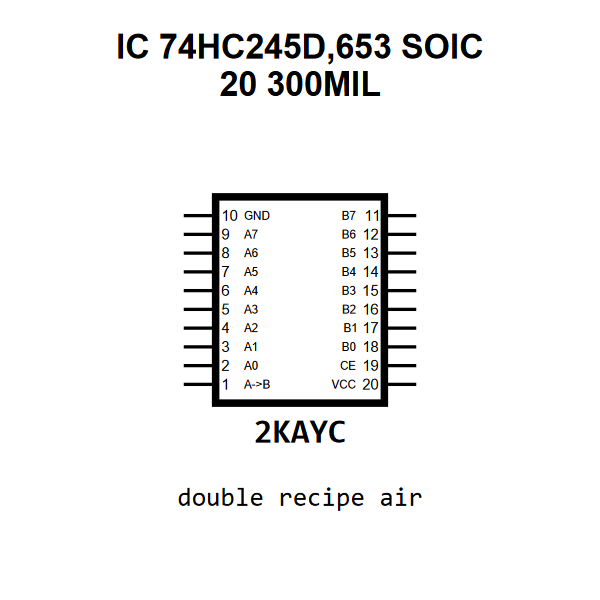 IC 74HC245D,653 SOIC
20 300MIL
10 GND B7 11
9 A7 B6 12
8 A6 B5 13
7 A5 B4 14
6 A4 B3 15
5 A3 B2 16
4 A2 B1 17
3 A1 B0 18
2 A0 CE 19
1 A->B VCC 20
2KAYC
double recipe air